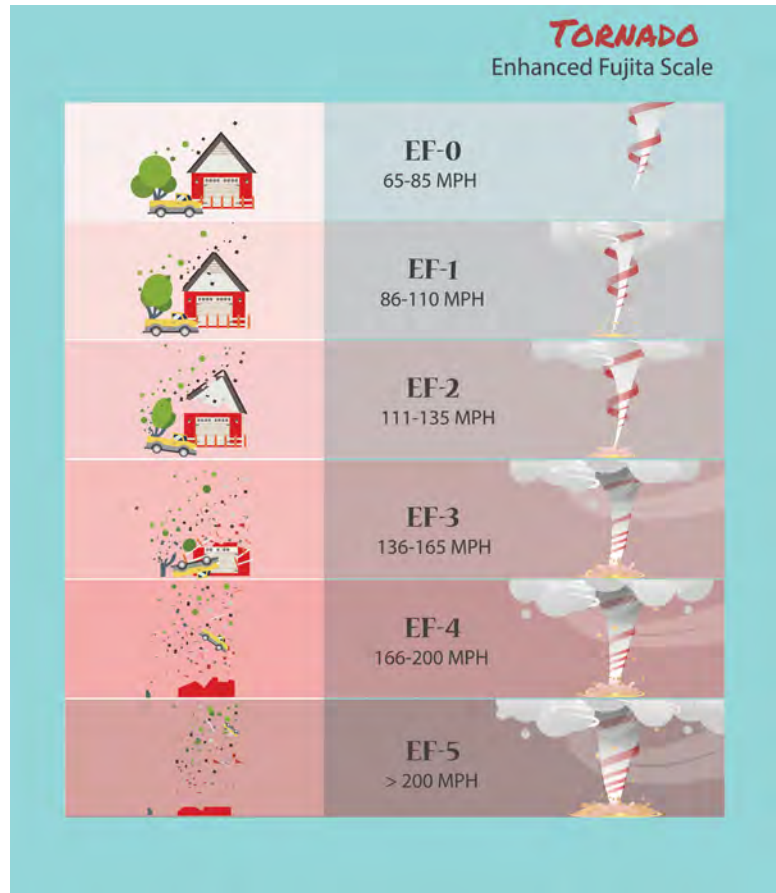 TORNADO
Enhanced Fujita Scale
EF-0
65-85 MPH
EF-1
86-110 MPH
EF-2
111-135 MPH
EF-3
136-165 MPH
EF-4
166-200 MPH
EF-5
> 200 MPH